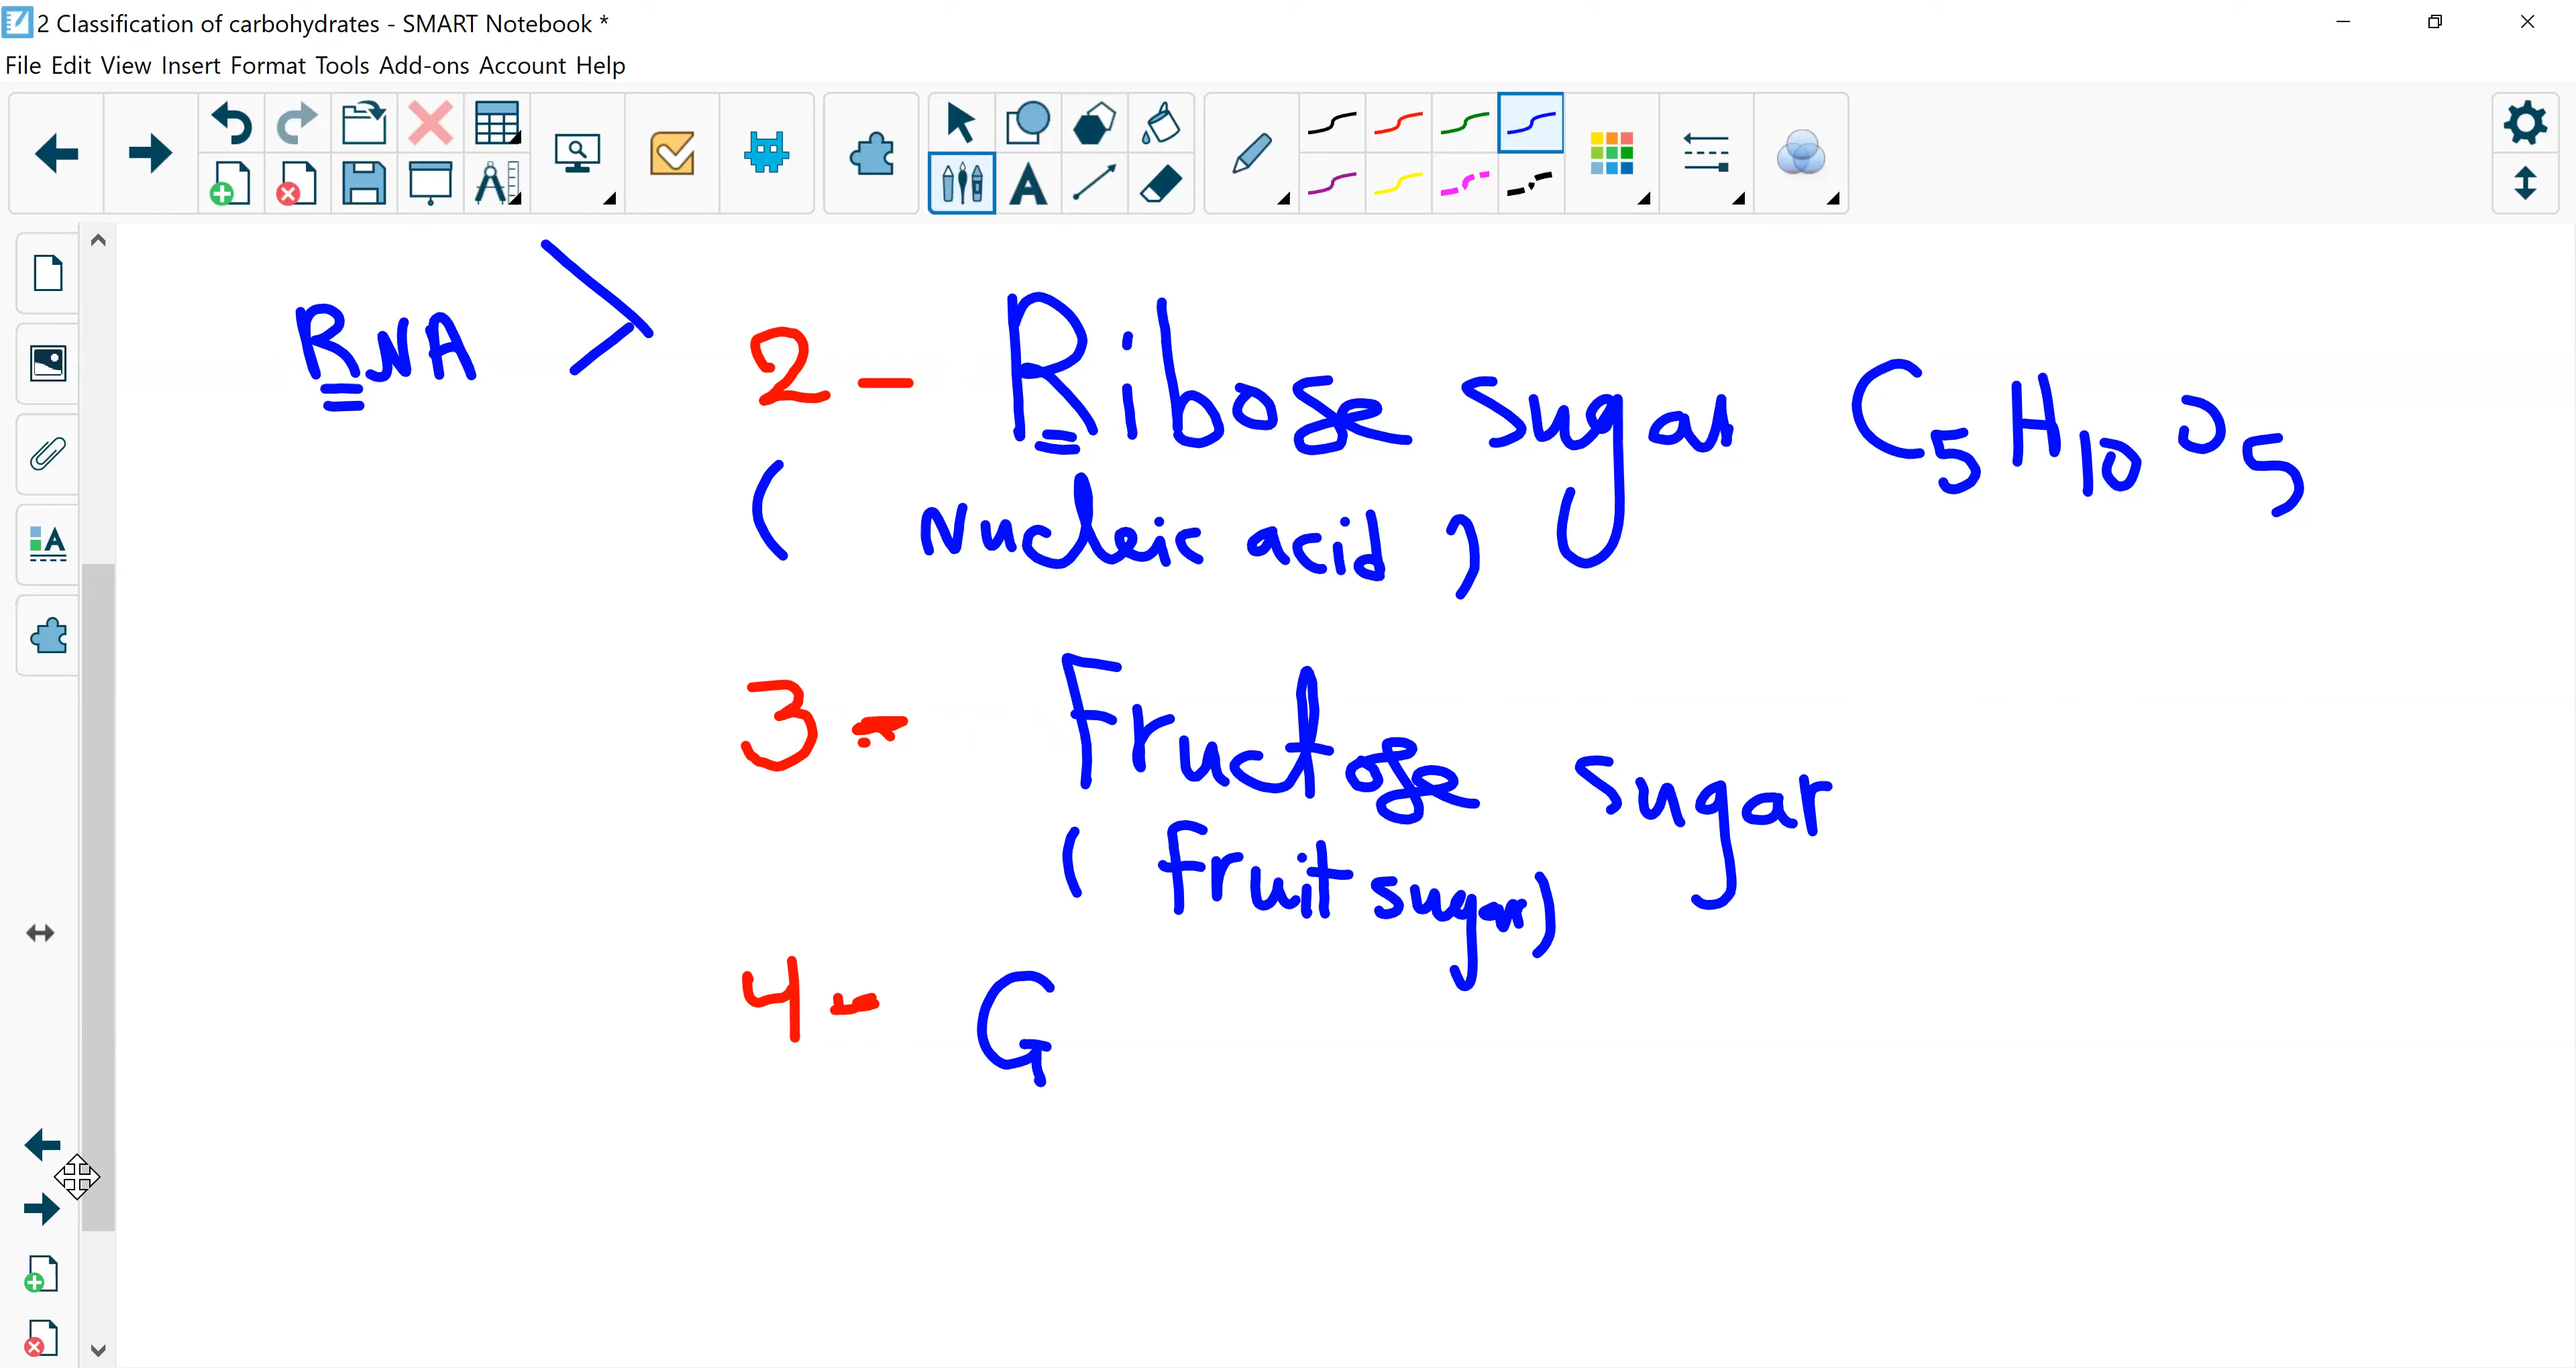 2 Classification of carbohydrates - SMART Notebook *
File Edit View Insert Format Tools Add-ons Account Help
RNA > 2 - Ribose sugar C5H10O5
( Nucleic acid )
3 - Fructose sugar
( fruit sugar)
4 - G